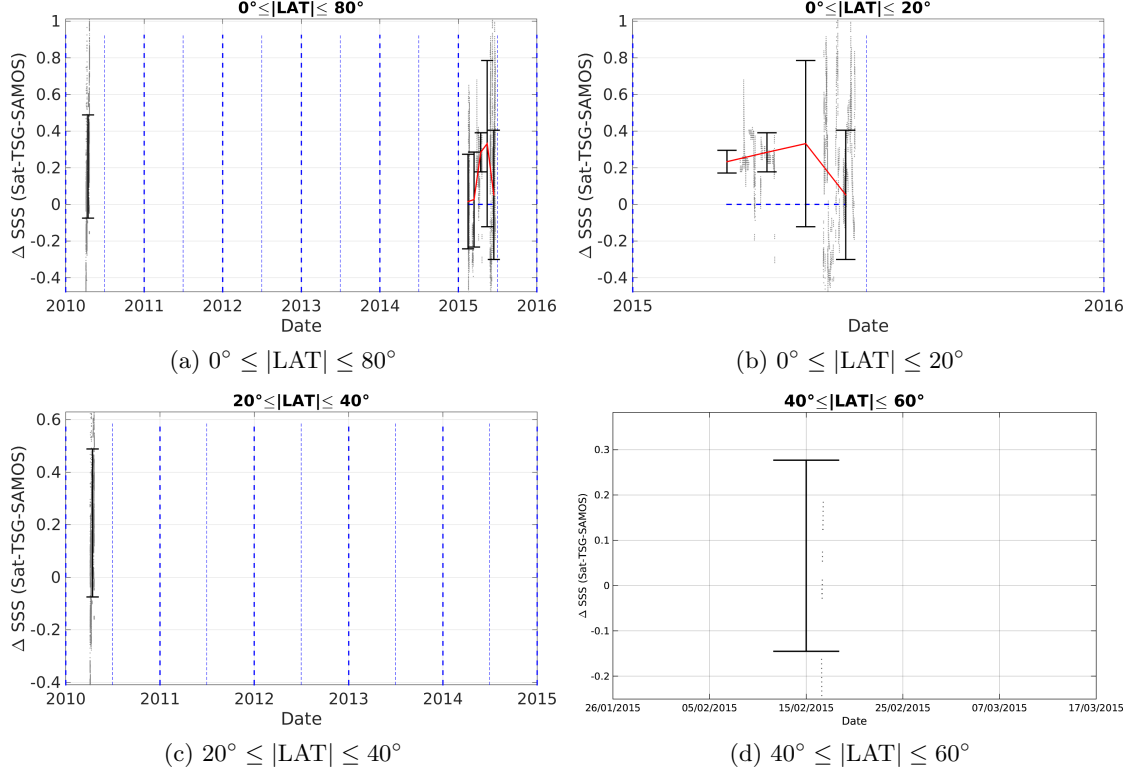 0°≤|LAT|≤ 80°
Δ SSS (Sat-TSG-SAMOS)
1
0.8
0.6
0.4
0.2
0
-0.2
-0.4
2010 2011 2012 2013 2014 2015 2016
Date
(a) 0° ≤ |LAT| ≤ 80°
0°≤|LAT|≤ 20°
Δ SSS (Sat-TSG-SAMOS)
1
0.8
0.6
0.4
0.2
0
-0.2
-0.4
2015 2016
Date
(b) 0° ≤ |LAT| ≤ 20°
20°≤|LAT|≤ 40°
Δ SSS (Sat-TSG-SAMOS)
0.6
0.4
0.2
0
-0.2
-0.4
2010 2011 2012 2013 2014 2015
Date
(c) 20° ≤ |LAT| ≤ 40°
40°≤|LAT|≤ 60°
Δ SSS (Sat-TSG-SAMOS)
0.3
0.2
0.1
0
-0.1
-0.2
26/01/2015 05/02/2015 15/02/2015 25/02/2015 07/03/2015 17/03/2015
Date
(d) 40° ≤ |LAT| ≤ 60°